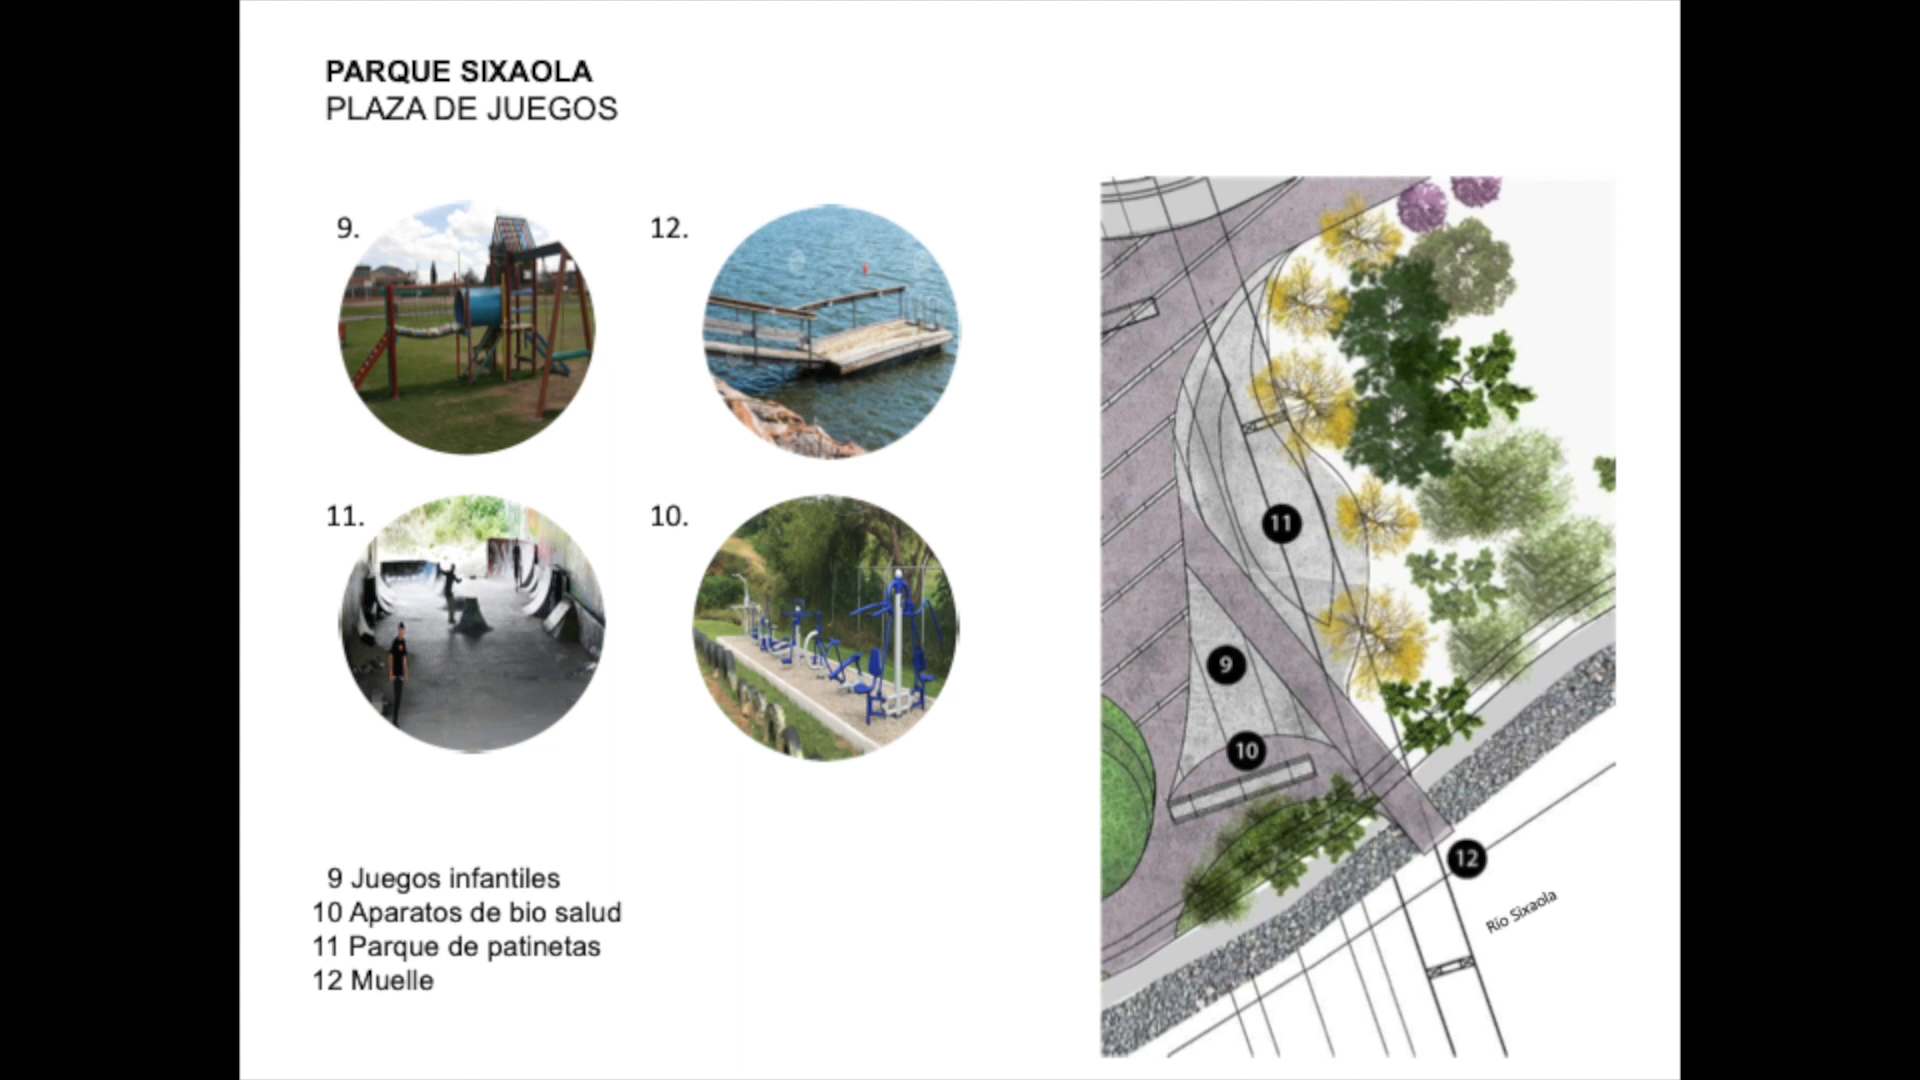 PARQUE SIXAOLA
PLAZA DE JUEGOS
9.
12.
11.
10.
9 Juegos infantiles
10 Aparatos de bio salud
11 Parque de patinetas
12 Muelle
11
9
10
12
Río Sixaola